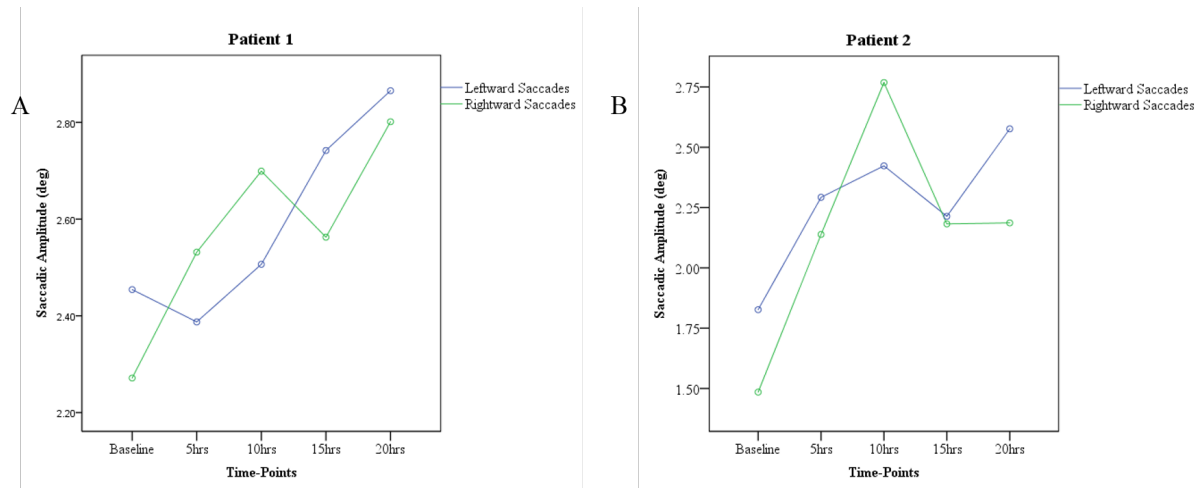 A
Patient 1
Leftward Saccades
Rightward Saccades
Saccadic Amplitude (deg)
2.80
2.60
2.40
2.20
Baseline 5hrs 10hrs 15hrs 20hrs
Time-Points
B
Patient 2
Leftward Saccades
Rightward Saccades
Saccadic Amplitude (deg)
2.75
2.50
2.25
2.00
1.75
1.50
Baseline 5hrs 10hrs 15hrs 20hrs
Time-Points